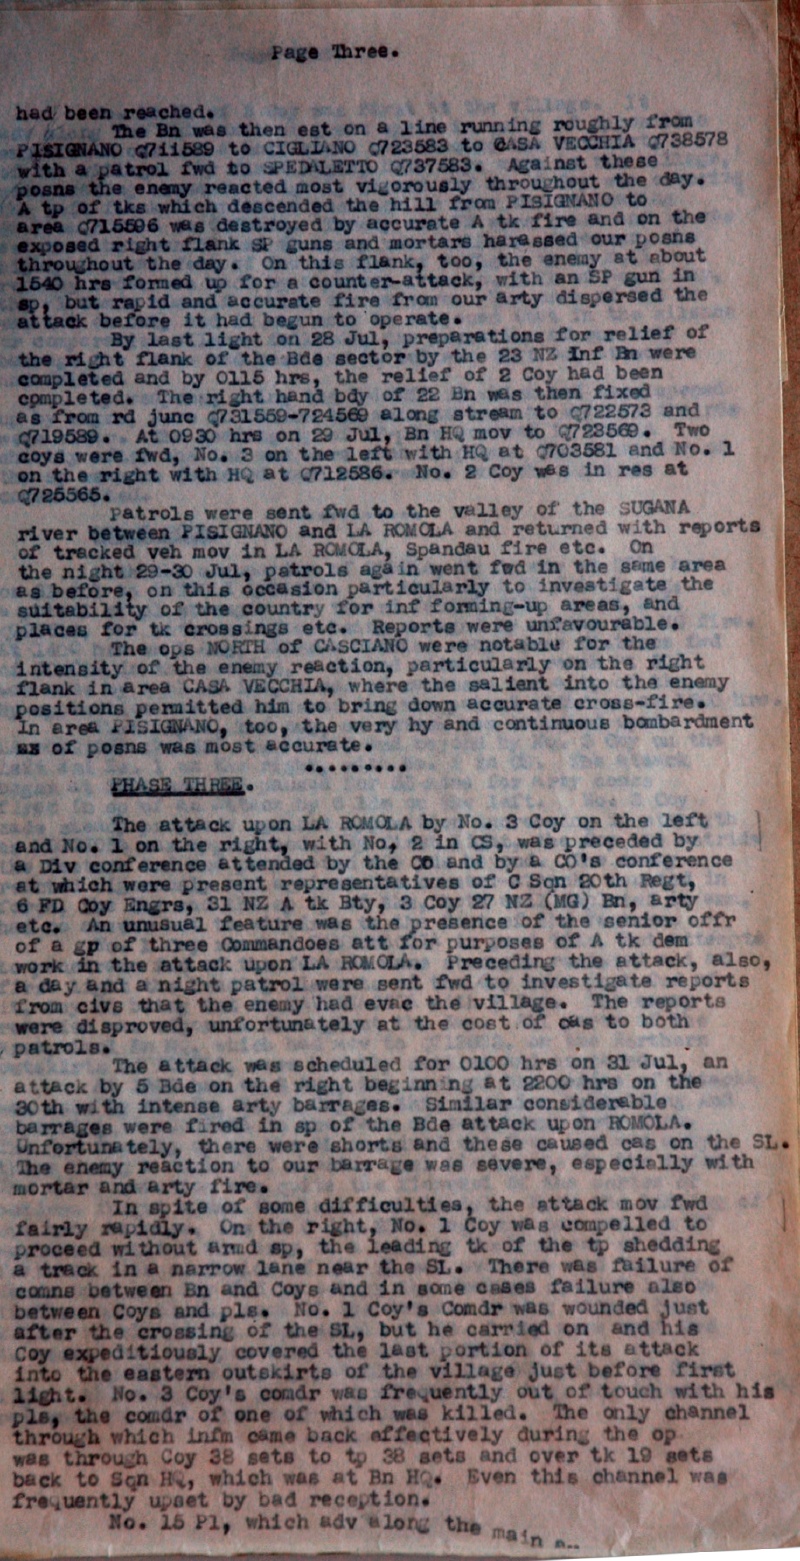 Page Three.
had been reached.
The Bn was then est on a line running roughly from
PISIGNANO Q711589 to CIGLIANO Q723583 to CASA VECCHIA Q738578
with a patrol fwd to SPEDALETTO Q737583. Against these
posns the enemy reacted most vigorously throughout the day.
A tp of tks which descended the hill from PISIGNANO to
area Q715596 was destroyed by accurate A tk fire and on the
exposed right flank SP guns and mortars harassed our posns
throughout the day. On this flank, too, the enemy at about
1540 hrs formed up for a counter-attack, with an SP gun in
sp, but rapid and accurate fire from our arty dispersed the
attack before it had begun to operate.
By last light on 28 Jul, preparations for relief of
the right flank of the Bde sector by the 23 NZ Inf Bn were
completed and by 0115 hrs, the relief of 2 Coy had been
cpmpleted. The right hand bdy of 22 Bn was then fixed
as from rd junc Q731559-724569 along stream to Q722573 and
Q719589. At 0930 hrs on 29 Jul, Bn HQ mov to Q723569. Two
coys were fwd, No. 3 on the left with HQ at Q703581 and No. 1
on the right with HQ at Q712586. No. 2 Coy was in res at
Q725565.
Patrols were sent fwd to the valley of the SUGANA
river between PISIGNANO and LA ROMOLA and returned with reports
of tracked veh mov in LA ROMOLA, Spandau fire etc. On
the night 29-30 Jul, patrols again went fwd in the same area
as before, on this occasion particularly to investigate the
suitability of the country for inf forming-up areas, and
places for tk crossings etc. Reports were unfavourable.
The ops NORTH of CASCIANO were notable for the
intensity of the enemy reaction, particularly on the right
flank in area CASA VECCHIA, where the salient into the enemy
positions permitted him to bring down accurate cross-fire.
In area PISIGNANO, too, the very hy and continuous bombardment
of posns was most accurate.
.........
PHASE THREE.
The attack upon LA ROMOLA by No. 3 Coy on the left
and No. 1 on the right, with No, 2 in CS, was preceded by
a Div conference attended by the CO and by a CO's conference
at which were present representatives of C Sqn 20th Regt,
6 FD Coy Engrs, 31 NZ A tk Bty, 3 Coy 27 NZ (MG) Bn, arty
etc. An unusual feature was the presence of the senior offr
of a gp of three Commandoes att for purposes of A tk dem
work in the attack upon LA ROMOLA. Preceding the attack, also,
a day and a night patrol were sent fwd to investigate reports
from civs that the enemy had evac the village. The reports
were disproved, unfortunately at the cost of cas to both
patrols.
The attack was scheduled for 0100 hrs on 31 Jul, an
attack by 5 Bde on the right beginning at 2200 hrs on the
30th with intense arty barrages. Similar considerable
barrages were fired in sp of the Bde attack upon ROMOLA.
Unfortunately, there were shorts and these caused cas on the SL.
The enemy reaction to our barrage was severe, especially with
mortar and arty fire.
In spite of some difficulties, the attack mov fwd
fairly rapidly. On the right, No. 1 Coy was compelled to
proceed without armd sp, the leading tk of the tp shedding
a track in a narrow lane near the SL. There was failure of
comns between Bn and Coys and in some cases failure also
between Coys and pls. No. 1 Coy's Comdr was wounded just
after the crossing of the SL, but he carried on and his
Coy expeditiously covered the last portion of its attack
into the eastern outskirts of the village just before first
light. No. 3 Coy's comdr was frequently out of touch with his
pls, the comdr of one of which was killed. The only channel
through which infm came back effectively during the op
was through Coy 38 sets to tp 38 sets and over tk 19 sets
back to Sqn HQ, which was at Bn HQ. Even this channel was
frequently upset by bad reception.
No. 15 Pl, which adv along the main